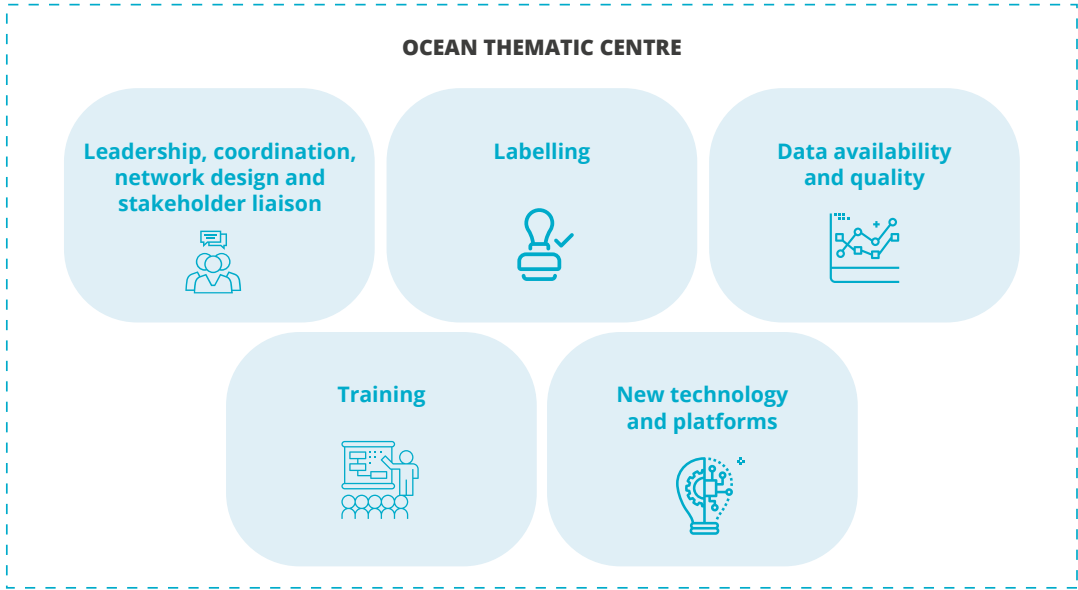 OCEAN THEMATIC CENTRE
Leadership, coordination,
network design and
stakeholder liaison
Labelling
Data availability
and quality
Training
New technology
and platforms